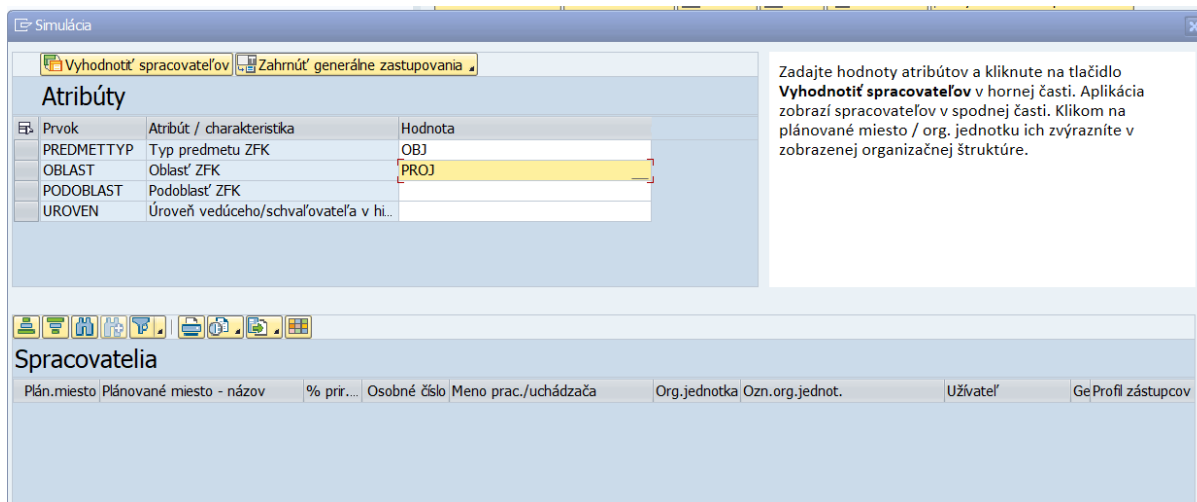 Simulácia
Vyhodnotiť spracovateľov Zahrnúť generálne zastupovania
Atribúty
Prvok Atribút / charakteristika Hodnota
PREDMETTYP Typ predmetu ZFK OBJ
OBLAST Oblasť ZFK PROJ
PODOBLAST Podoblasť ZFK
UROVEN Úroveň vedúceho/schvaľovateľa v hi...
Zadajte hodnoty atribútov a kliknute na tlačidlo
Vyhodnotiť spracovateľov v hornej časti. Aplikácia
zobrazí spracovateľov v spodnej časti. Klikom na
plánované miesto / org. jednotku ich zvýrazníte v
zobrazenej organizačnej štruktúre.
Spracovatelia
Plán.miesto Plánované miesto - názov % prir.... Osobné číslo Meno prac./uchádzača Org.jednotka Ozn.org.jednot. Užívateľ Ge Profil zástupcov